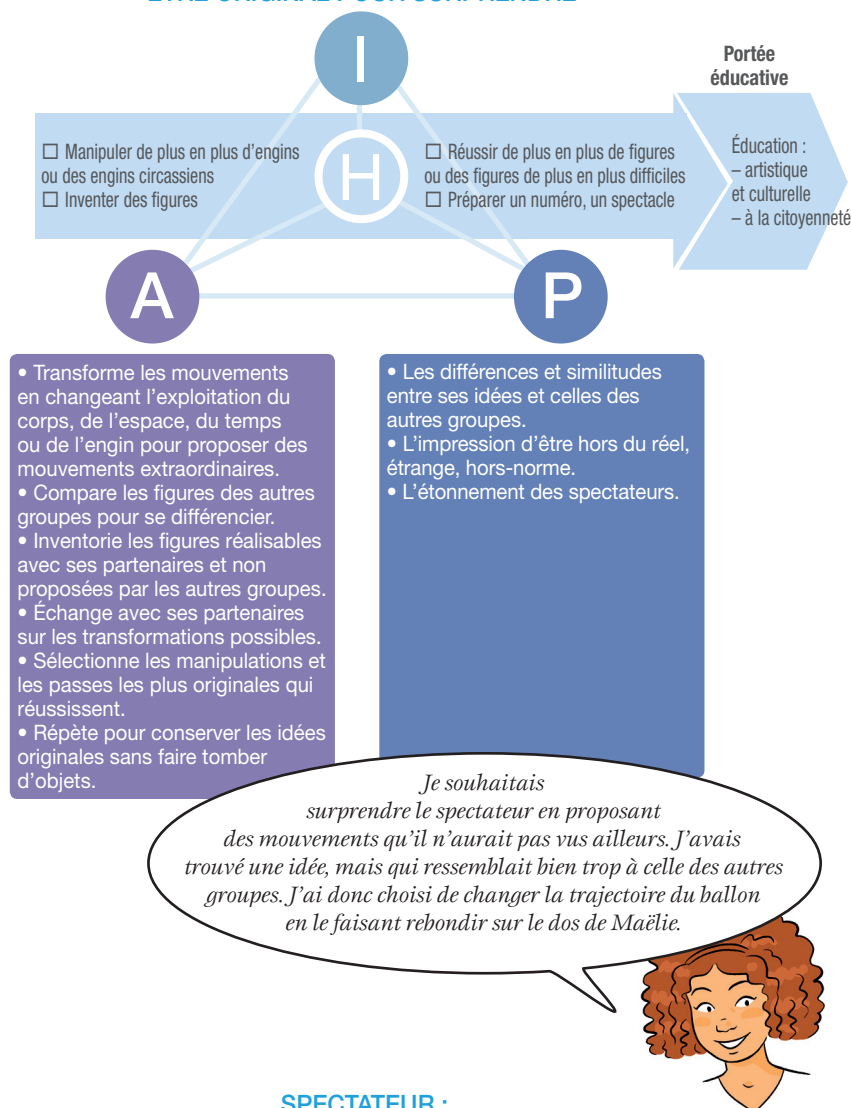 ÊTRE ORIGINAL POUR SURPRENDRE
I
Portée
éducative
☐ Manipuler de plus en plus d'engins
ou des engins circassiens
☐ Inventer des figures
H
☐ Réussir de plus en plus de figures
ou des figures de plus en plus difficiles
☐ Préparer un numéro, un spectacle
Éducation :
– artistique
et culturelle
– à la citoyenneté
A
P
• Transforme les mouvements
en changeant l'exploitation du
corps, de l'espace, du temps
ou de l'engin pour proposer des
mouvements extraordinaires.
• Compare les figures des autres
groupes pour se différencier.
• Inventorie les figures réalisables
avec ses partenaires et non
proposées par les autres groupes.
• Échange avec ses partenaires
sur les transformations possibles.
• Sélectionne les manipulations et
les passes les plus originales qui
réussissent.
• Répète pour conserver les idées
originales sans faire tomber
d'objets.
• Les différences et similitudes
entre ses idées et celles des
autres groupes.
• L'impression d'être hors du réel,
étrange, hors-norme.
• L'étonnement des spectateurs.
Je souhaitais
surprendre le spectateur en proposant
des mouvements qu'il n'aurait pas vus ailleurs. J'avais
trouvé une idée, mais qui ressemblait bien trop à celle des autres
groupes. J'ai donc choisi de changer la trajectoire du ballon
en le faisant rebondir sur le dos de Maëlie.
SPECTATEUR :